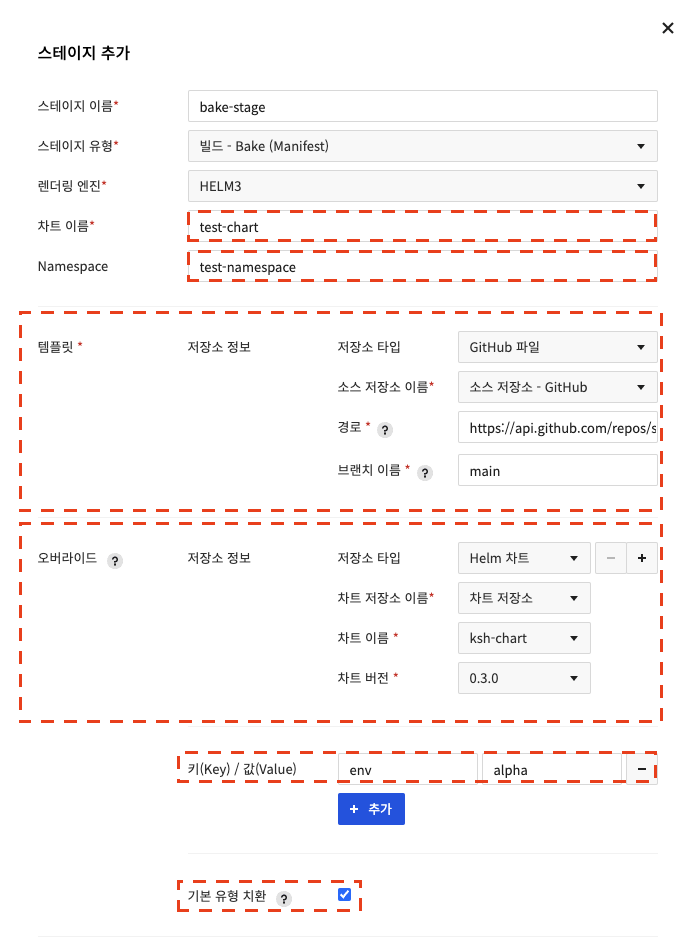 스테이지 추가
스테이지 이름* bake-stage
스테이지 유형* 빌드 - Bake (Manifest)
렌더링 엔진* HELM3
차트 이름* test-chart
Namespace test-namespace
템플릿 * 저장소 정보 저장소 타입 GitHub 파일
소스 저장소 이름* 소스 저장소 - GitHub
경로 * ? https://api.github.com/repos/s
브랜치 이름 * ? main
오버라이드 ? 저장소 정보 저장소 타입 Helm 차트 − +
차트 저장소 이름* 차트 저장소
차트 이름 * ksh-chart
차트 버전 * 0.3.0
키(Key) / 값(Value) env alpha −
+ 추가
기본 유형 치환 ?